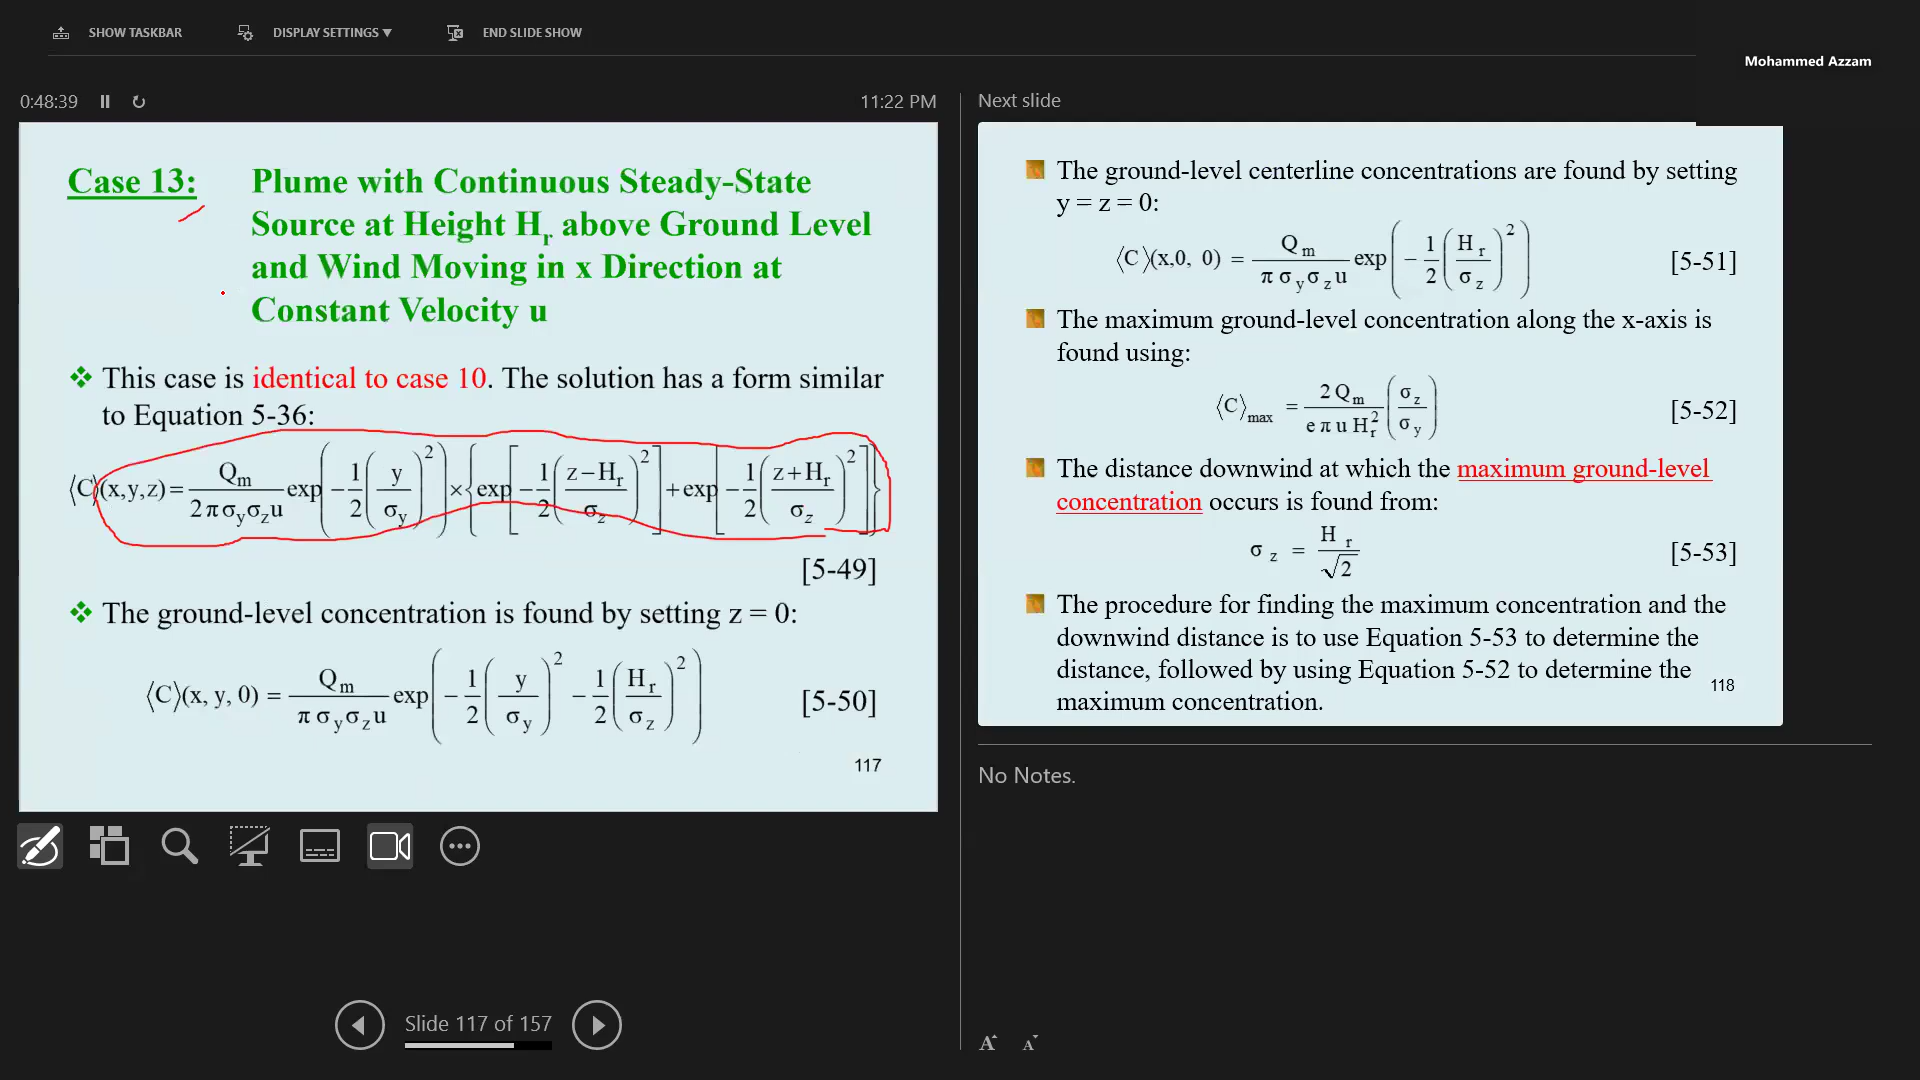 SHOW TASKBAR DISPLAY SETTINGS ▾ END SLIDE SHOW
Mohammed Azzam
0:48:39 11:22 PM
Case 13: Plume with Continuous Steady-State
Source at Height Hr above Ground Level
and Wind Moving in x Direction at
Constant Velocity u
This case is identical to case 10. The solution has a form similar
to Equation 5-36:
⟨C⟩(x,y,z) = Qm / (2πσyσzu) exp(−1/2 (y/σy)^2) × {exp[−1/2 ((z−Hr)/σz)^2] + exp[−1/2 ((z+Hr)/σz)^2]}
[5-49]
The ground-level concentration is found by setting z = 0:
⟨C⟩(x, y, 0) = Qm / (πσyσzu) exp(−1/2 (y/σy)^2 − 1/2 (Hr/σz)^2) [5-50]
117
Slide 117 of 157
Next slide
The ground-level centerline concentrations are found by setting
y = z = 0:
⟨C⟩(x,0, 0) = Qm / (πσyσzu) exp(−1/2 (Hr/σz)^2) [5-51]
The maximum ground-level concentration along the x-axis is
found using:
⟨C⟩max = 2Qm / (eπuHr^2) (σz/σy) [5-52]
The distance downwind at which the maximum ground-level
concentration occurs is found from:
σz = Hr / √2 [5-53]
The procedure for finding the maximum concentration and the
downwind distance is to use Equation 5-53 to determine the
distance, followed by using Equation 5-52 to determine the
maximum concentration.
118
No Notes.
A A